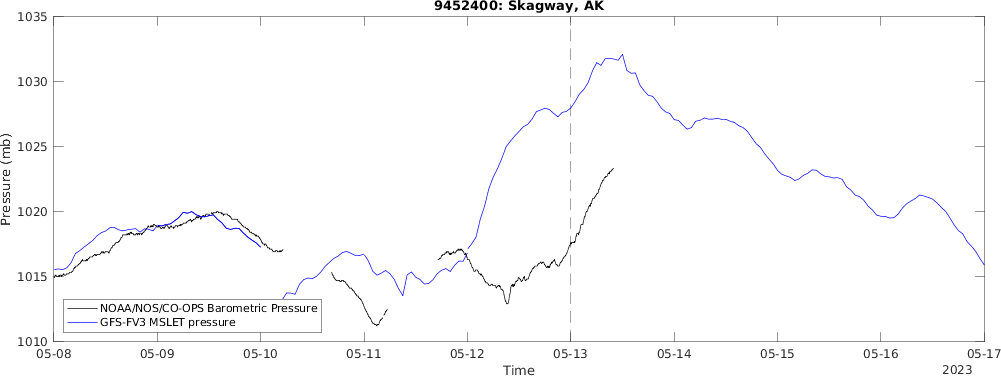 9452400: Skagway, AK
Pressure (mb)
1035
1030
1025
1020
1015
1010
NOAA/NOS/CO-OPS Barometric Pressure
GFS-FV3 MSLET pressure
05-08 05-09 05-10 05-11 05-12 05-13 05-14 05-15 05-16 05-17
Time
2023